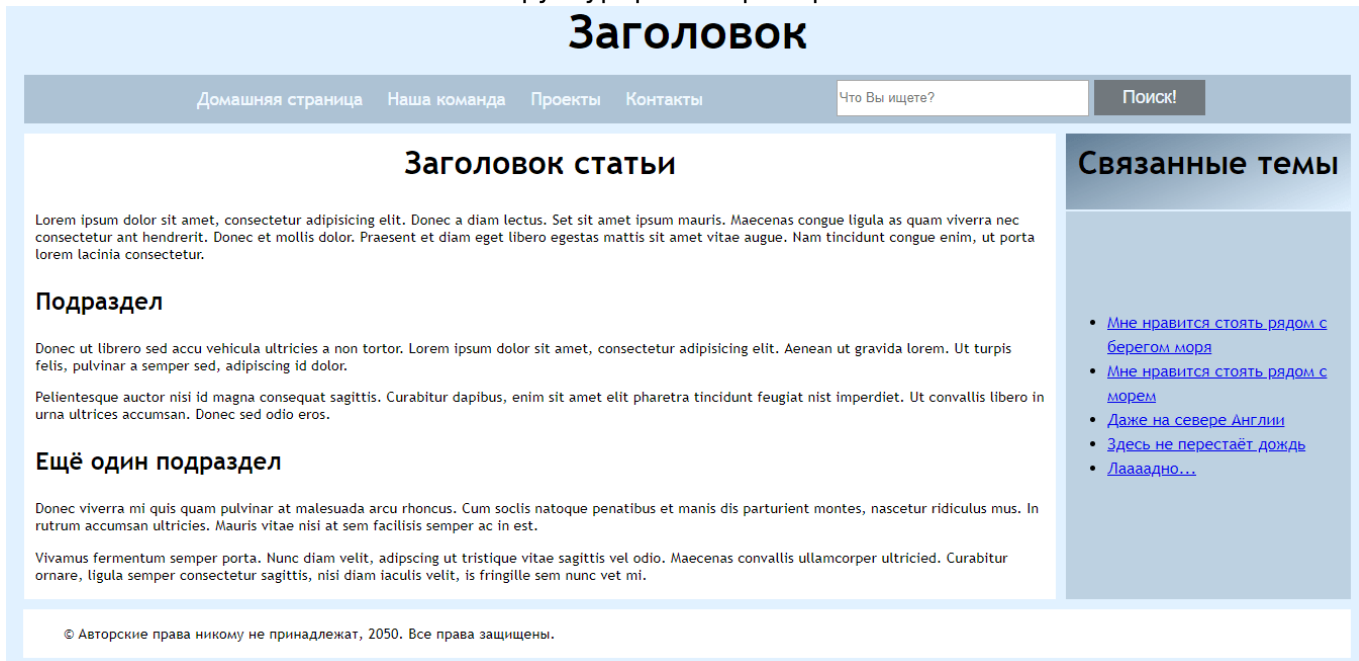 Заголовок
Домашняя страница Наша команда Проекты Контакты Что Вы ищете? Поиск!
Заголовок статьи
Lorem ipsum dolor sit amet, consectetur adipisicing elit. Donec a diam lectus. Set sit amet ipsum mauris. Maecenas congue ligula as quam viverra nec
consectetur ant hendrerit. Donec et mollis dolor. Praesent et diam eget libero egestas mattis sit amet vitae augue. Nam tincidunt congue enim, ut porta
lorem lacinia consectetur.
Подраздел
Donec ut librero sed accu vehicula ultricies a non tortor. Lorem ipsum dolor sit amet, consectetur adipisicing elit. Aenean ut gravida lorem. Ut turpis
felis, pulvinar a semper sed, adipiscing id dolor.
Pelientesque auctor nisi id magna consequat sagittis. Curabitur dapibus, enim sit amet elit pharetra tincidunt feugiat nist imperdiet. Ut convallis libero in
urna ultrices accumsan. Donec sed odio eros.
Ещё один подраздел
Donec viverra mi quis quam pulvinar at malesuada arcu rhoncus. Cum soclis natoque penatibus et manis dis parturient montes, nascetur ridiculus mus. In
rutrum accumsan ultricies. Mauris vitae nisi at sem facilisis semper ac in est.
Vivamus fermentum semper porta. Nunc diam velit, adipscing ut tristique vitae sagittis vel odio. Maecenas convallis ullamcorper ultricied. Curabitur
ornare, ligula semper consectetur sagittis, nisi diam iaculis velit, is fringille sem nunc vet mi.
Связанные темы
Мне нравится стоять рядом с
берегом моря
Мне нравится стоять рядом с
морем
Даже на севере Англии
Здесь не перестаёт дождь
Лаааадно...
© Авторские права никому не принадлежат, 2050. Все права защищены.